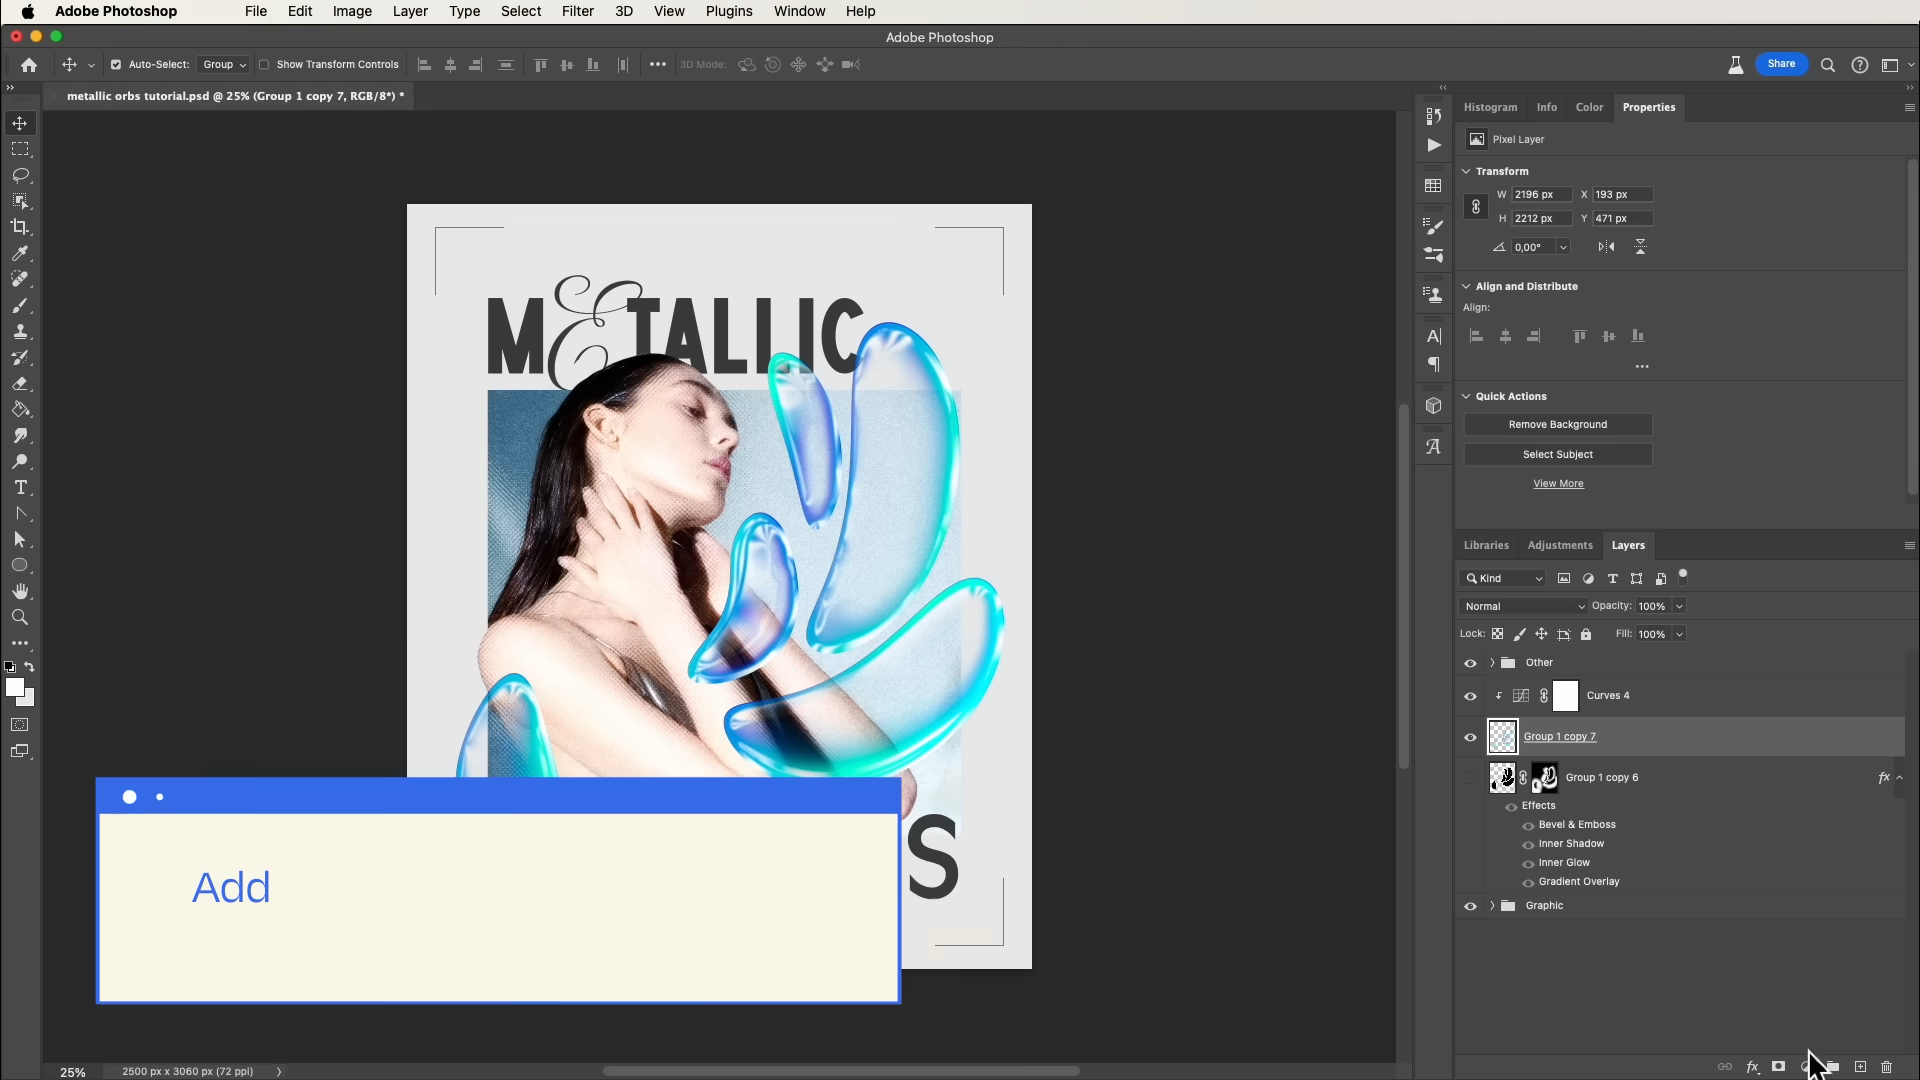 Adobe Photoshop File Edit Image Layer Type Select Filter 3D View Plugins Window Help
Adobe Photoshop
Auto-Select: Group Show Transform Controls 3D Mode: Share
metallic orbs tutorial.psd @ 25% (Group 1 copy 7, RGB/8*) *
Histogram Info Color Properties
Pixel Layer
Transform
W 2196 px X 193 px
H 2212 px Y 471 px
0,00°
Align and Distribute
Align:
Quick Actions
Remove Background
Select Subject
View More
METALLIC
S
Add
Libraries Adjustments Layers
Kind
Normal Opacity: 100%
Lock: Fill: 100%
Other
Curves 4
Group 1 copy 7
Group 1 copy 6 fx
Effects
Bevel & Emboss
Inner Shadow
Inner Glow
Gradient Overlay
Graphic
25% 2500 px x 3060 px (72 ppi)
fx